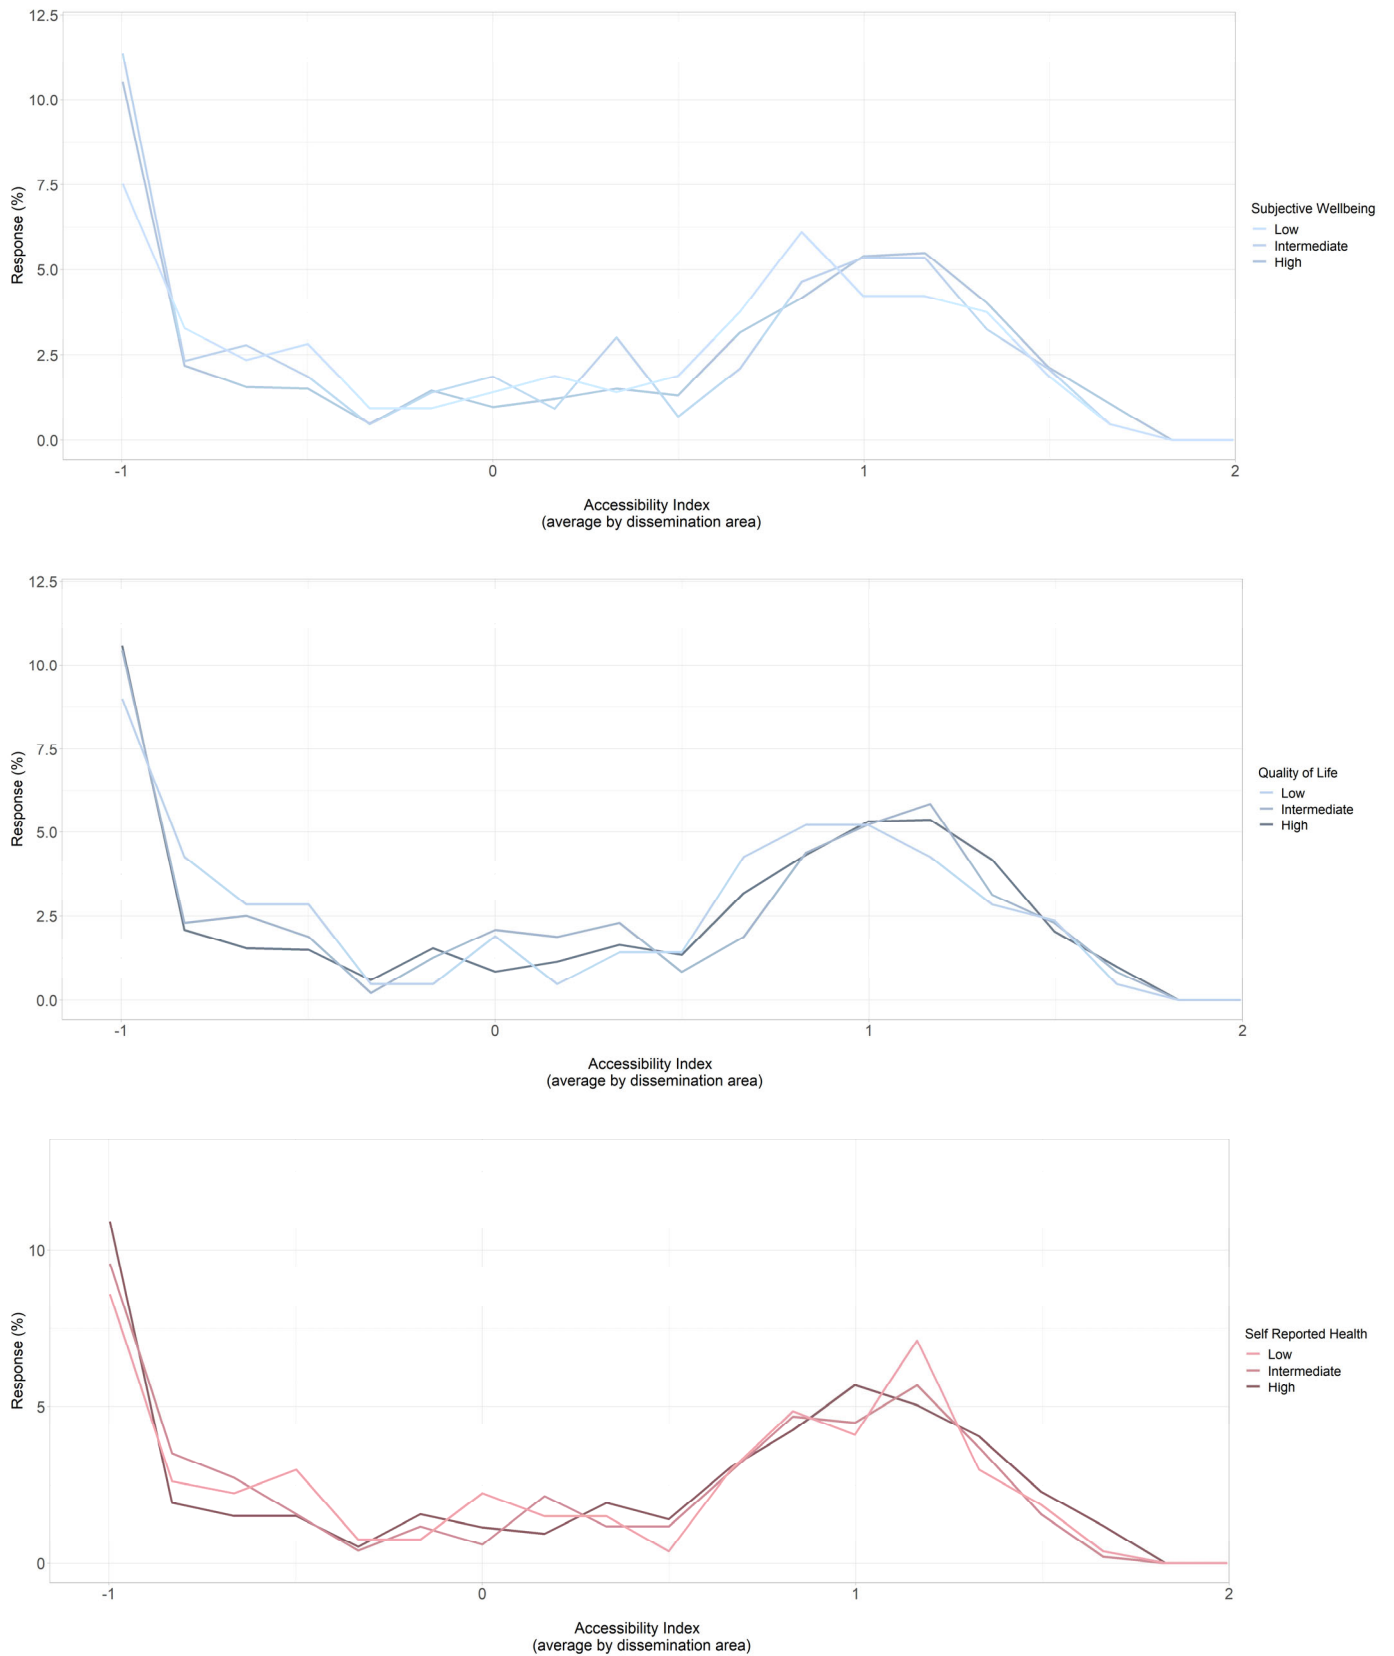 12.5
10.0
7.5
5.0
2.5
0.0
Response (%)
-1 0 1 2
Accessibility Index
(average by dissemination area)
Subjective Wellbeing
Low
Intermediate
High
12.5
10.0
7.5
5.0
2.5
0.0
Response (%)
-1 0 1 2
Accessibility Index
(average by dissemination area)
Quality of Life
Low
Intermediate
High
10
5
0
Response (%)
-1 0 1 2
Accessibility Index
(average by dissemination area)
Self Reported Health
Low
Intermediate
High